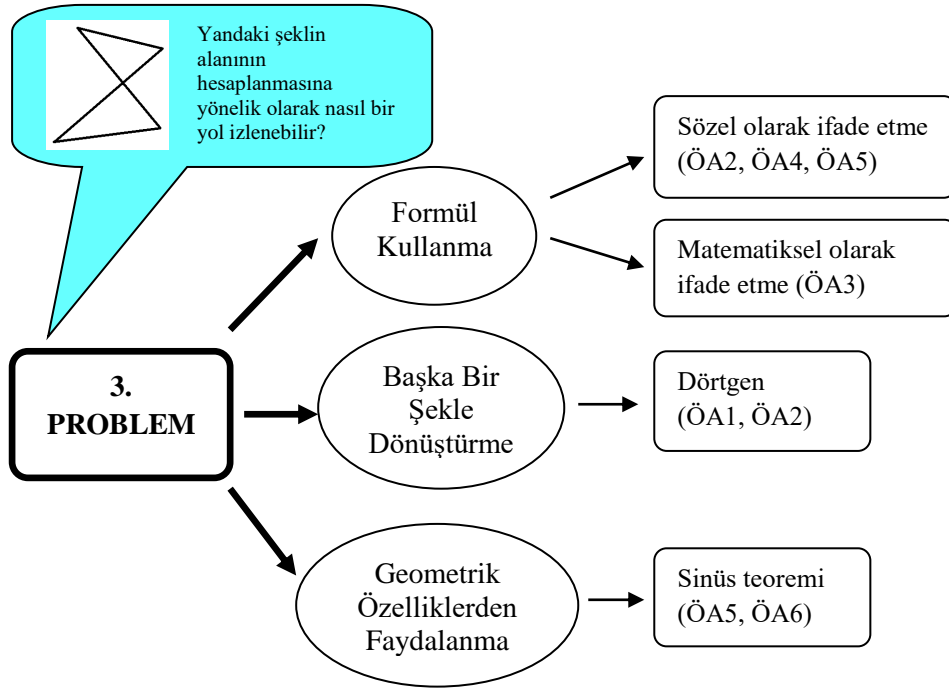 Yandaki şeklin
alanının
hesaplanmasına
yönelik olarak nasıl bir
yol izlenebilir?
3.
PROBLEM
Formül
Kullanma
Sözel olarak ifade etme
(ÖA2, ÖA4, ÖA5)
Matematiksel olarak
ifade etme (ÖA3)
Başka Bir
Şekle
Dönüştürme
Dörtgen
(ÖA1, ÖA2)
Geometrik
Özelliklerden
Faydalanma
Sinüs teoremi
(ÖA5, ÖA6)